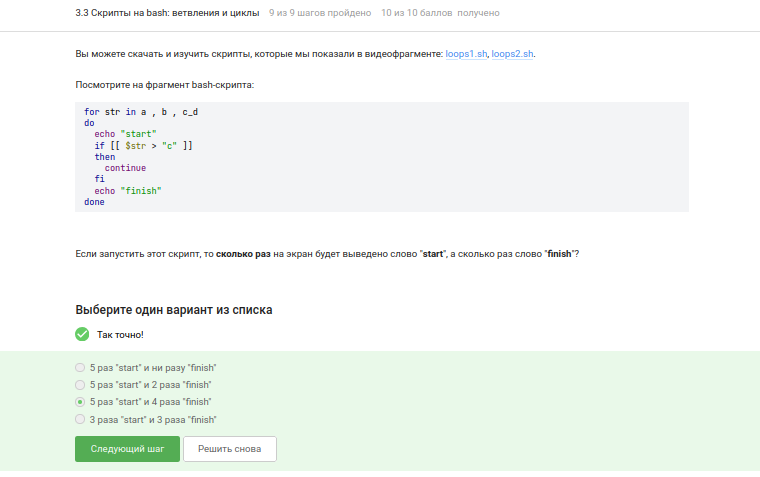 3.3 Скрипты на bash: ветвления и циклы 9 из 9 шагов пройдено 10 из 10 баллов получено
Вы можете скачать и изучить скрипты, которые мы показали в видеофрагменте: loops1.sh, loops2.sh.
Посмотрите на фрагмент bash-скрипта:
for str in a , b , c_d
do
  echo "start"
  if [[ $str > "c" ]]
  then
    continue
  fi
  echo "finish"
done
Если запустить этот скрипт, то сколько раз на экран будет выведено слово "start", а сколько раз слово "finish"?
Выберите один вариант из списка
Так точно!
5 раз "start" и ни разу "finish"
5 раз "start" и 2 раза "finish"
5 раз "start" и 4 раза "finish"
3 раза "start" и 3 раза "finish"
Следующий шаг Решить снова